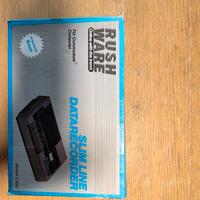 RUSH
WARE
For Commodore
Computer
SLIM LINE
DATARECORDER